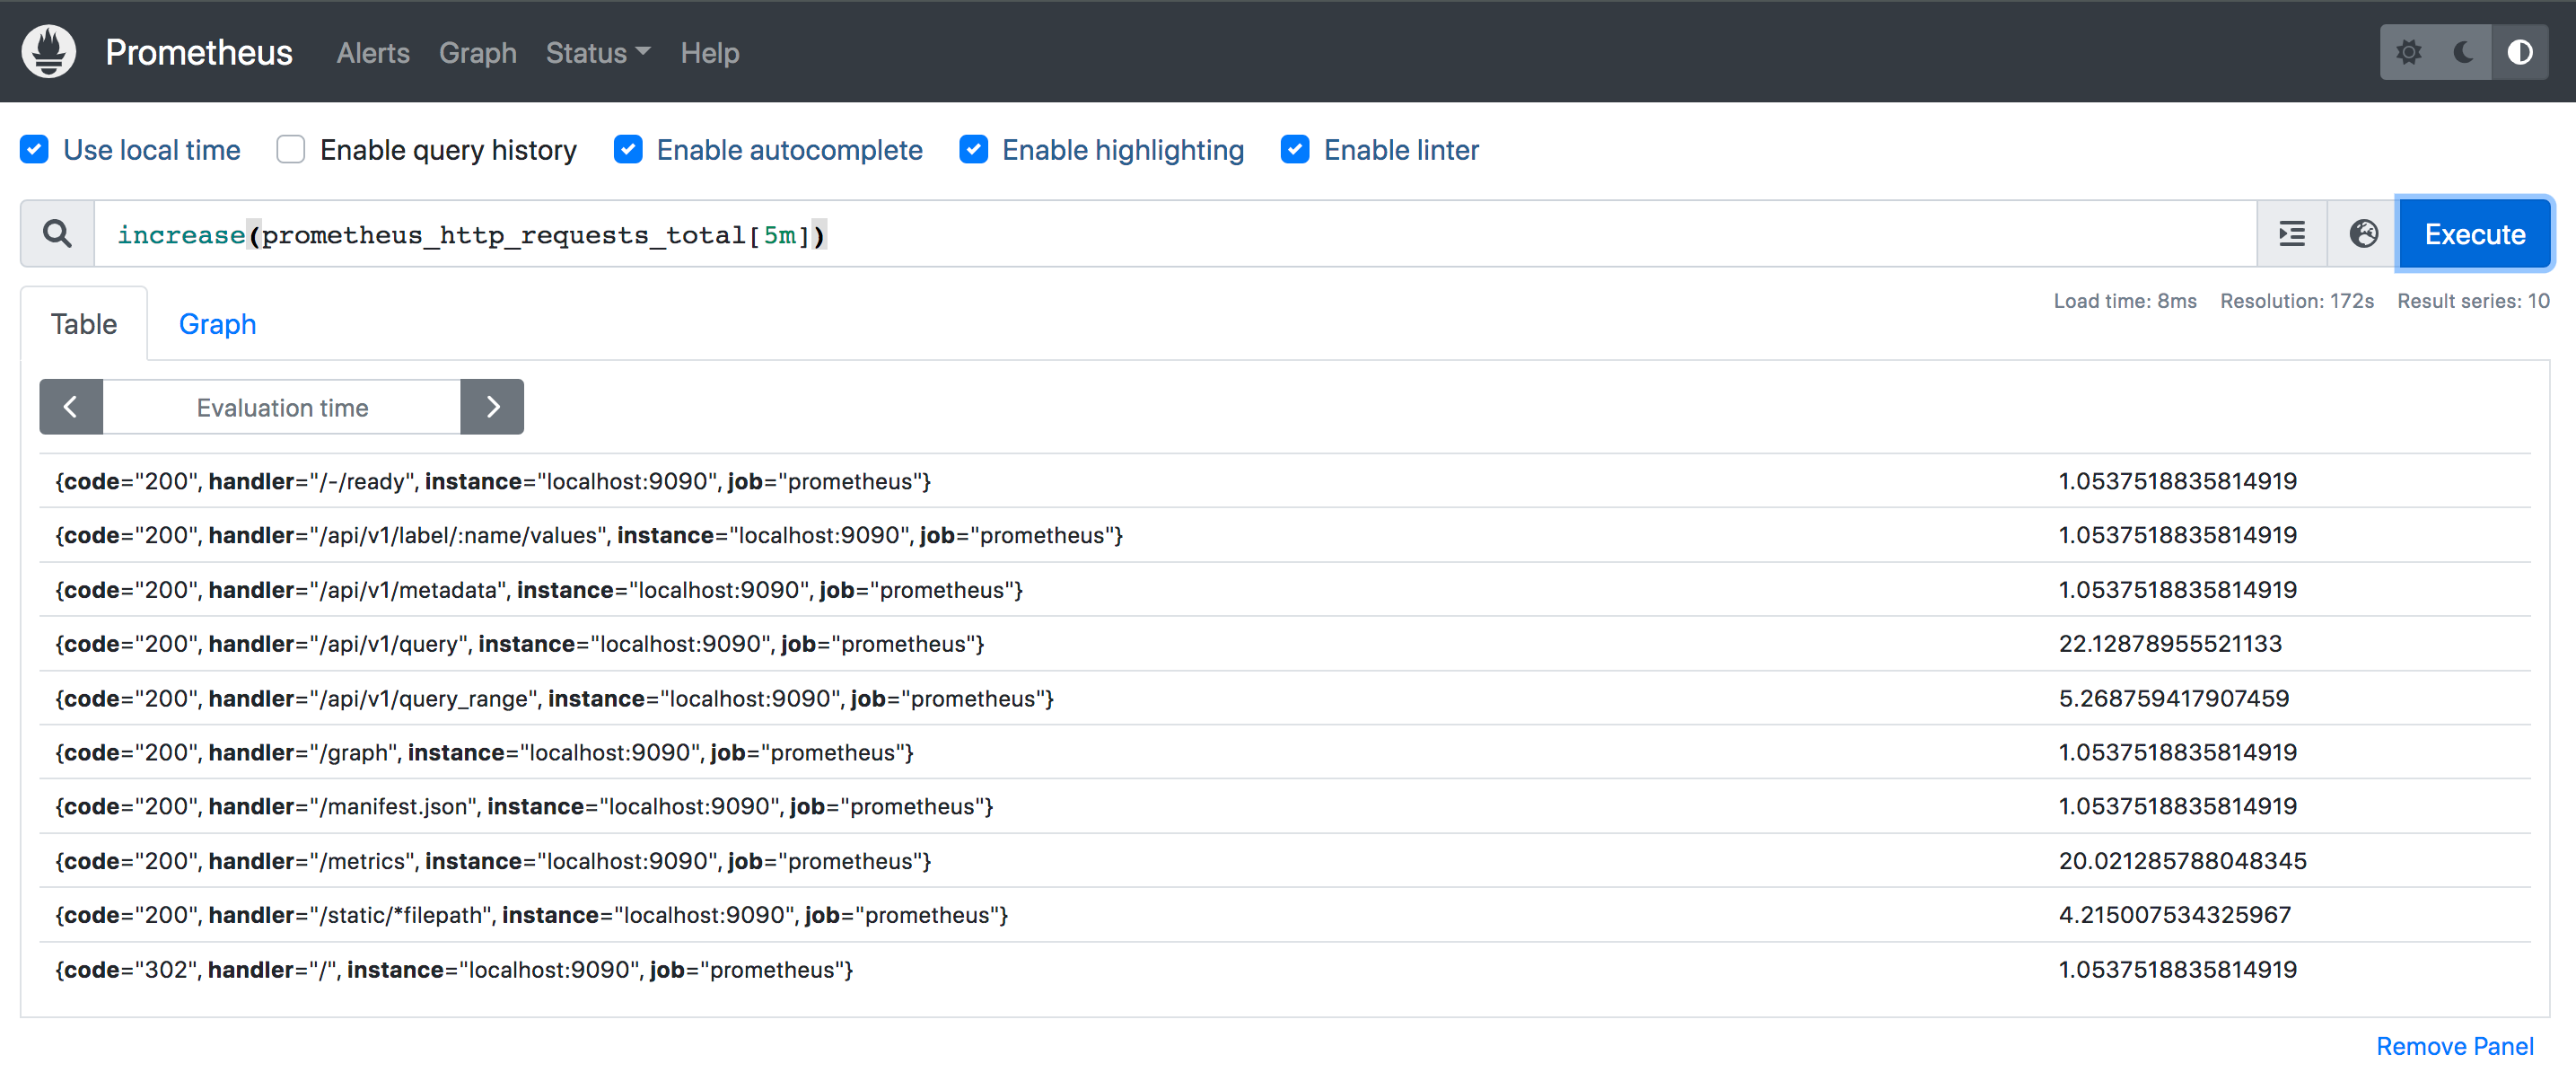 Prometheus Alerts Graph Status Help
Use local time Enable query history Enable autocomplete Enable highlighting Enable linter
increase(prometheus_http_requests_total[5m]) Execute
Load time: 8ms Resolution: 172s Result series: 10
Table Graph
Evaluation time
{code="200", handler="/-/ready", instance="localhost:9090", job="prometheus"} 1.0537518835814919
{code="200", handler="/api/v1/label/:name/values", instance="localhost:9090", job="prometheus"} 1.0537518835814919
{code="200", handler="/api/v1/metadata", instance="localhost:9090", job="prometheus"} 1.0537518835814919
{code="200", handler="/api/v1/query", instance="localhost:9090", job="prometheus"} 22.12878955521133
{code="200", handler="/api/v1/query_range", instance="localhost:9090", job="prometheus"} 5.268759417907459
{code="200", handler="/graph", instance="localhost:9090", job="prometheus"} 1.0537518835814919
{code="200", handler="/manifest.json", instance="localhost:9090", job="prometheus"} 1.0537518835814919
{code="200", handler="/metrics", instance="localhost:9090", job="prometheus"} 20.021285788048345
{code="200", handler="/static/*filepath", instance="localhost:9090", job="prometheus"} 4.215007534325967
{code="302", handler="/", instance="localhost:9090", job="prometheus"} 1.0537518835814919
Remove Panel